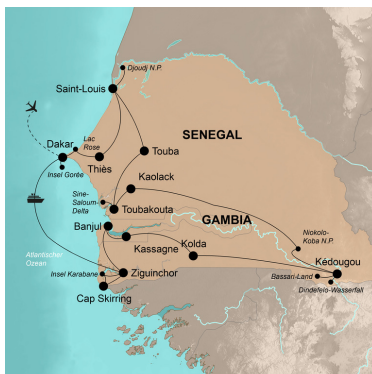 Djoudj N.P.
Saint-Louis
SENEGAL
Lac
Rose
Dakar
Touba
Insel Gorée
Thiès
Kaolack
Sine-
Saloum-
Delta
Toubakouta
GAMBIA
Banjul
Niokolo-
Koba N.P.
Kassagne
Kolda
Atlantischer
Ozean
Kédougou
Insel Karabane
Ziguinchor
Bassari-Land
Dindefelo-Wasserfall
Cap Skirring